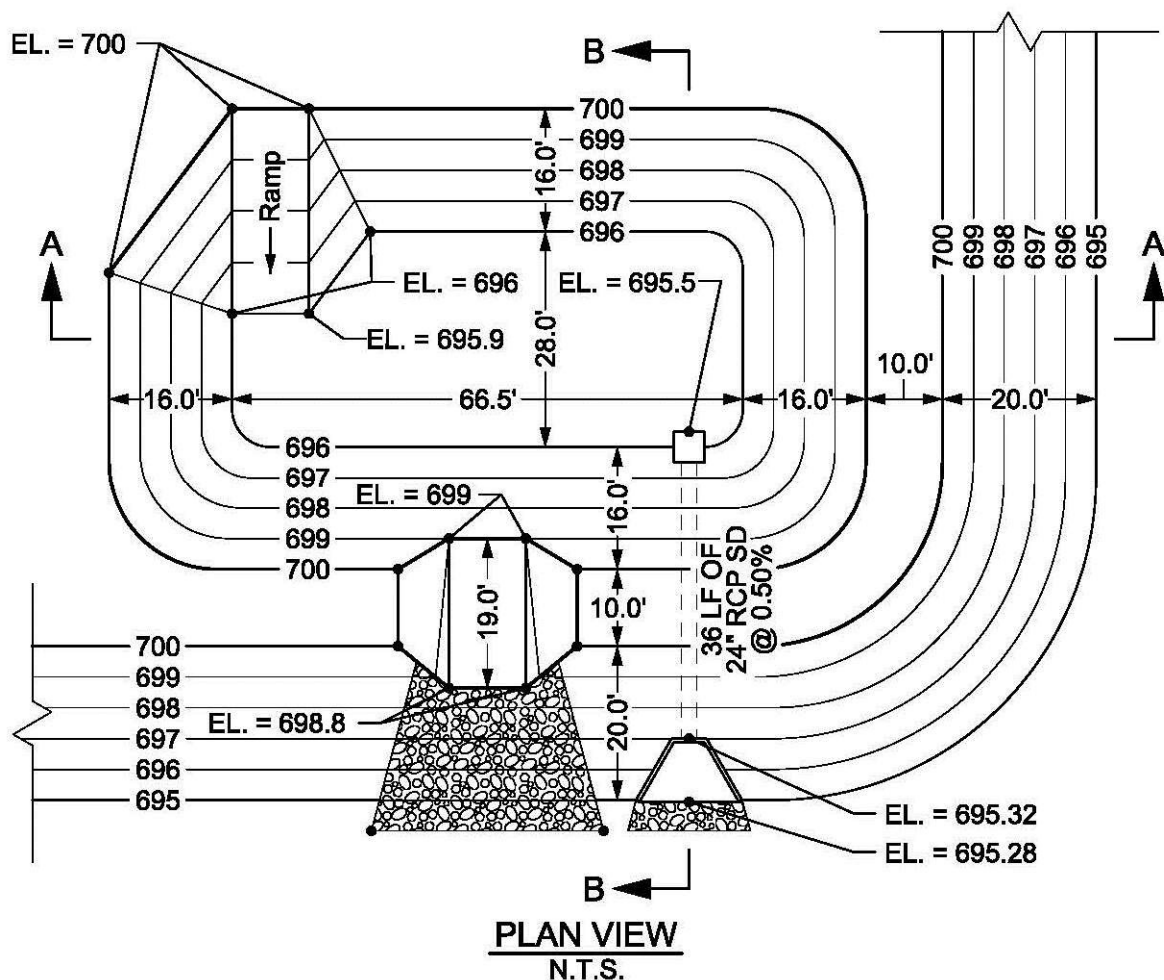 EL. = 700
B
700
699
698
697
696
16.0'
Ramp
A
A
700
699
698
697
696
695
EL. = 696
EL. = 695.5
EL. = 695.9
28.0'
10.0'
16.0'
66.5'
16.0'
20.0'
696
697
698
699
700
EL. = 699
16.0'
19.0'
10.0'
36 LF OF
24" RCP SD
@ 0.50%
700
699
698
697
696
695
EL. = 698.8
20.0'
EL. = 695.32
EL. = 695.28
B
PLAN VIEW
N.T.S.